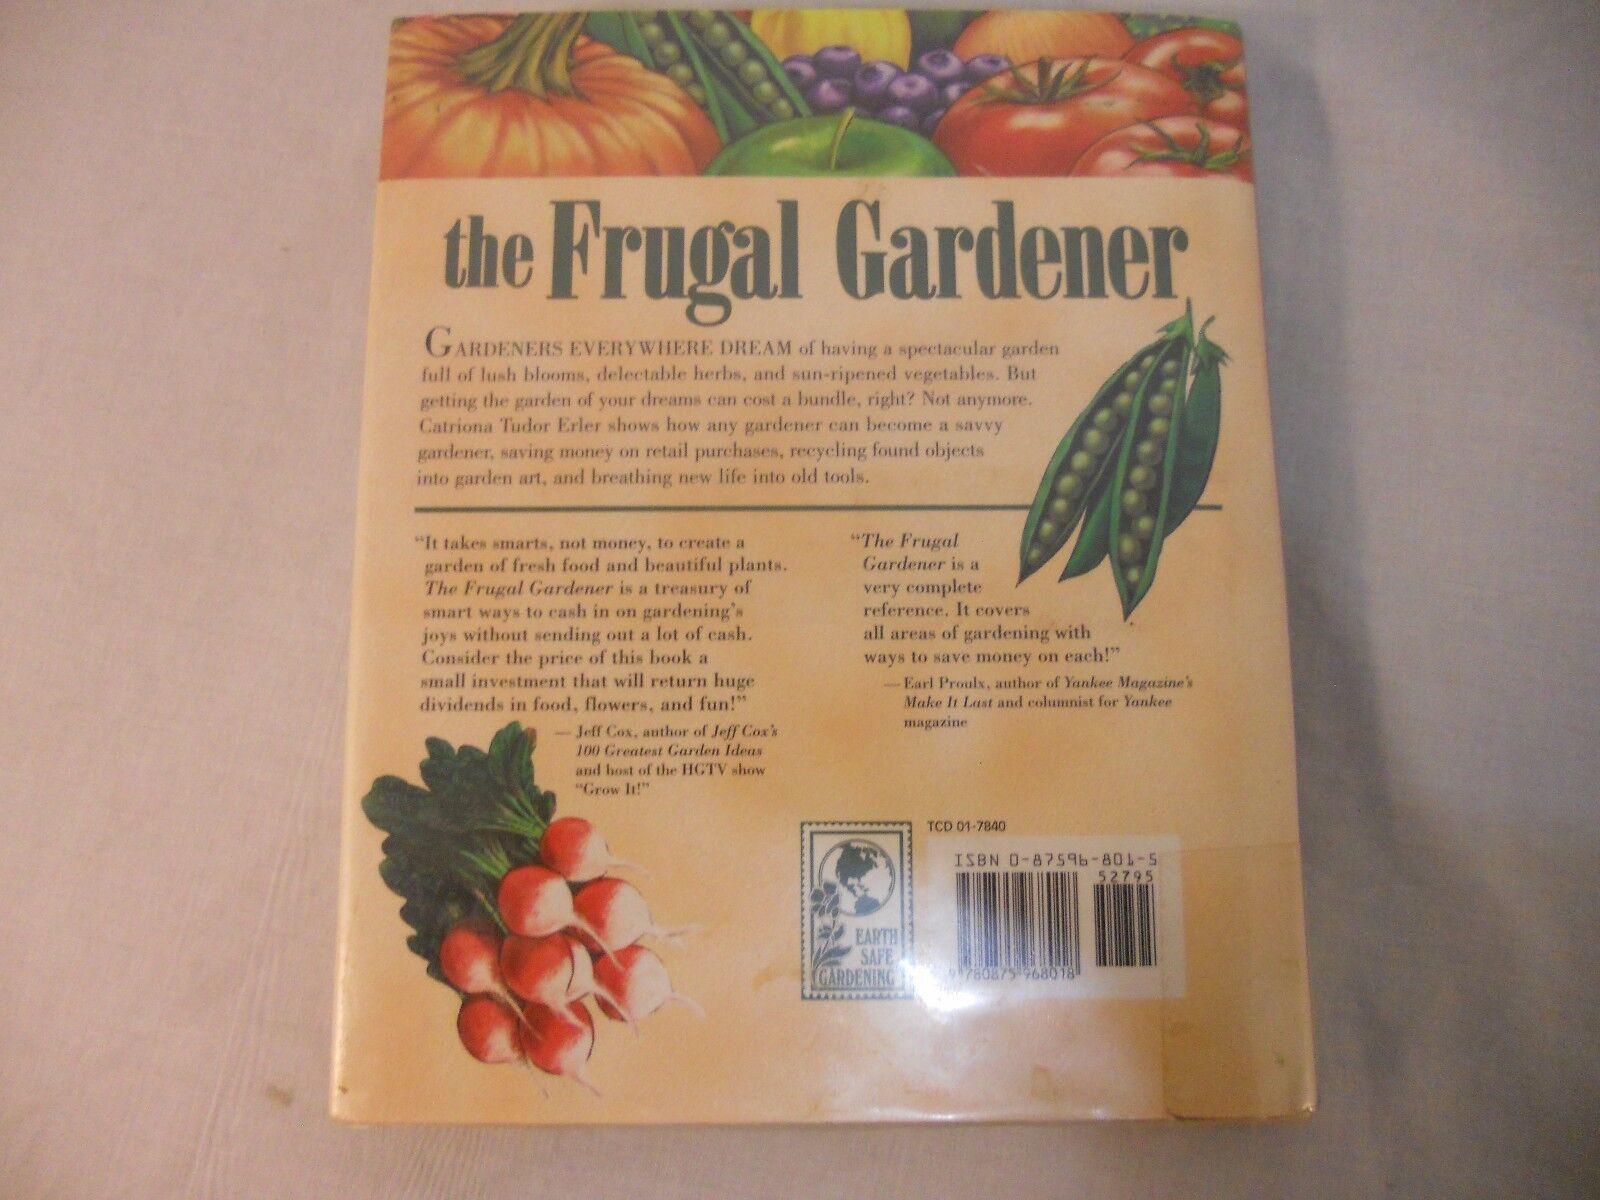 the Frugal Gardener
GARDENERS EVERYWHERE DREAM of having a spectacular garden
full of lush blooms, delectable herbs, and sun-ripened vegetables. But
getting the garden of your dreams can cost a bundle, right? Not anymore.
Catriona Tudor Erler shows how any gardener can become a savvy
gardener, saving money on retail purchases, recycling found objects
into garden art, and breathing new life into old tools.
“It takes smarts, not money, to create a
garden of fresh food and beautiful plants.
The Frugal Gardener is a treasury of
smart ways to cash in on gardening’s
joys without sending out a lot of cash.
Consider the price of this book a
small investment that will return huge
dividends in food, flowers, and fun!”
— Jeff Cox, author of Jeff Cox’s
100 Greatest Garden Ideas
and host of the HGTV show
“Grow It!”
“The Frugal
Gardener is a
very complete
reference. It covers
all areas of gardening with
ways to save money on each!”
— Earl Proulx, author of Yankee Magazine’s
Make It Last and columnist for Yankee
magazine
EARTH
SAFE
GARDENING
TCD 01-7840
ISBN 0-87596-801-5
52795
9 780875 968018